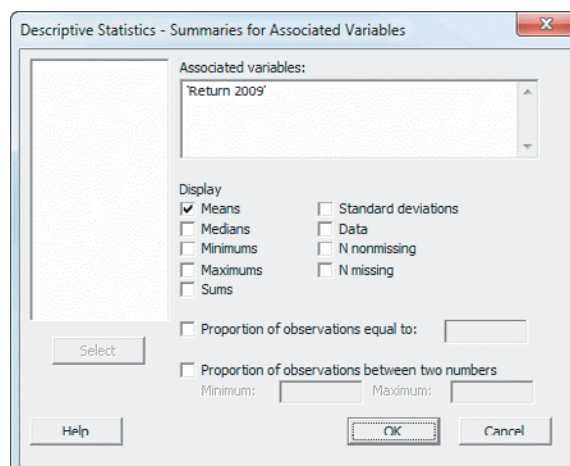 Descriptive Statistics - Summaries for Associated Variables
Associated variables:
'Return 2009'
Display
Means
Standard deviations
Medians
Data
Minimums
N nonmissing
Maximums
N missing
Sums
Proportion of observations equal to:
Select
Proportion of observations between two numbers
Minimum:
Maximum:
Help
OK
Cancel